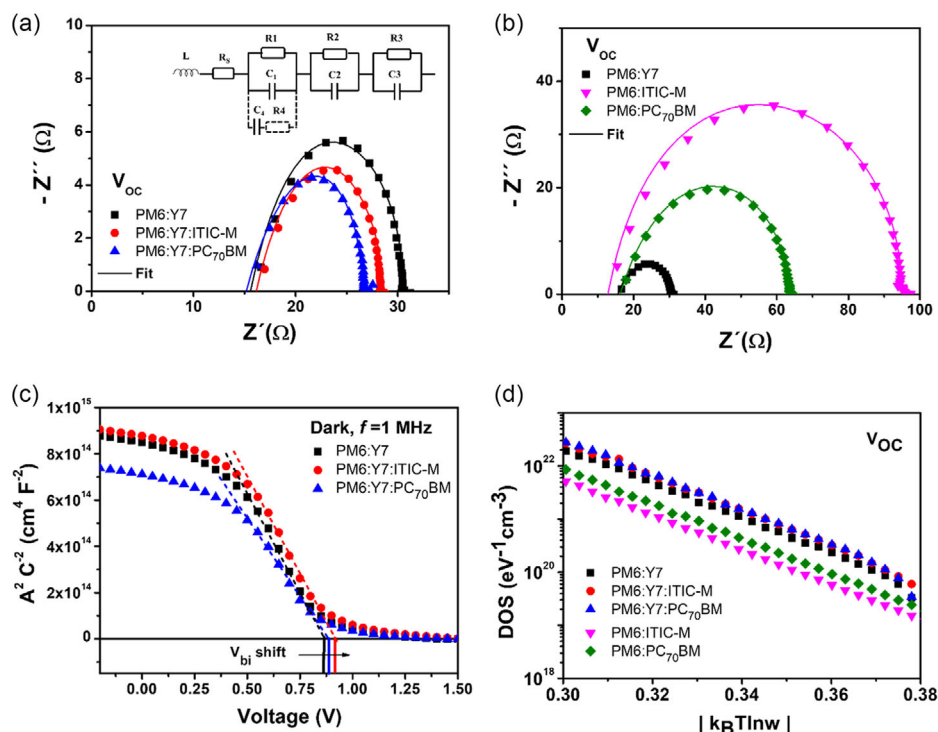 (a)
10
8
6
4
2
0
- Z´´ (Ω)
L
R_S
R1
C_1
C_4
R4
R2
C2
R3
C3
V_OC
PM6:Y7
PM6:Y7:ITIC-M
PM6:Y7:PC_70BM
Fit
0 10 20 30
Z´(Ω)
(b)
40
20
0
- Z´´ (Ω)
V_OC
PM6:Y7
PM6:ITIC-M
PM6:PC_70BM
Fit
0 20 40 60 80 100
Z´(Ω)
(c)
1x10^15
8x10^14
6x10^14
4x10^14
2x10^14
0
A^2 C^-2 (cm^4 F^-2)
Dark, f =1 MHz
PM6:Y7
PM6:Y7:ITIC-M
PM6:Y7:PC_70BM
V_bi shift
0.00 0.25 0.50 0.75 1.00 1.25 1.50
Voltage (V)
(d)
10^22
10^20
10^18
DOS (eV^-1cm^-3)
V_OC
PM6:Y7
PM6:Y7:ITIC-M
PM6:Y7:PC_70BM
PM6:ITIC-M
PM6:PC_70BM
0.30 0.32 0.34 0.36 0.38
| k_BTlnw |